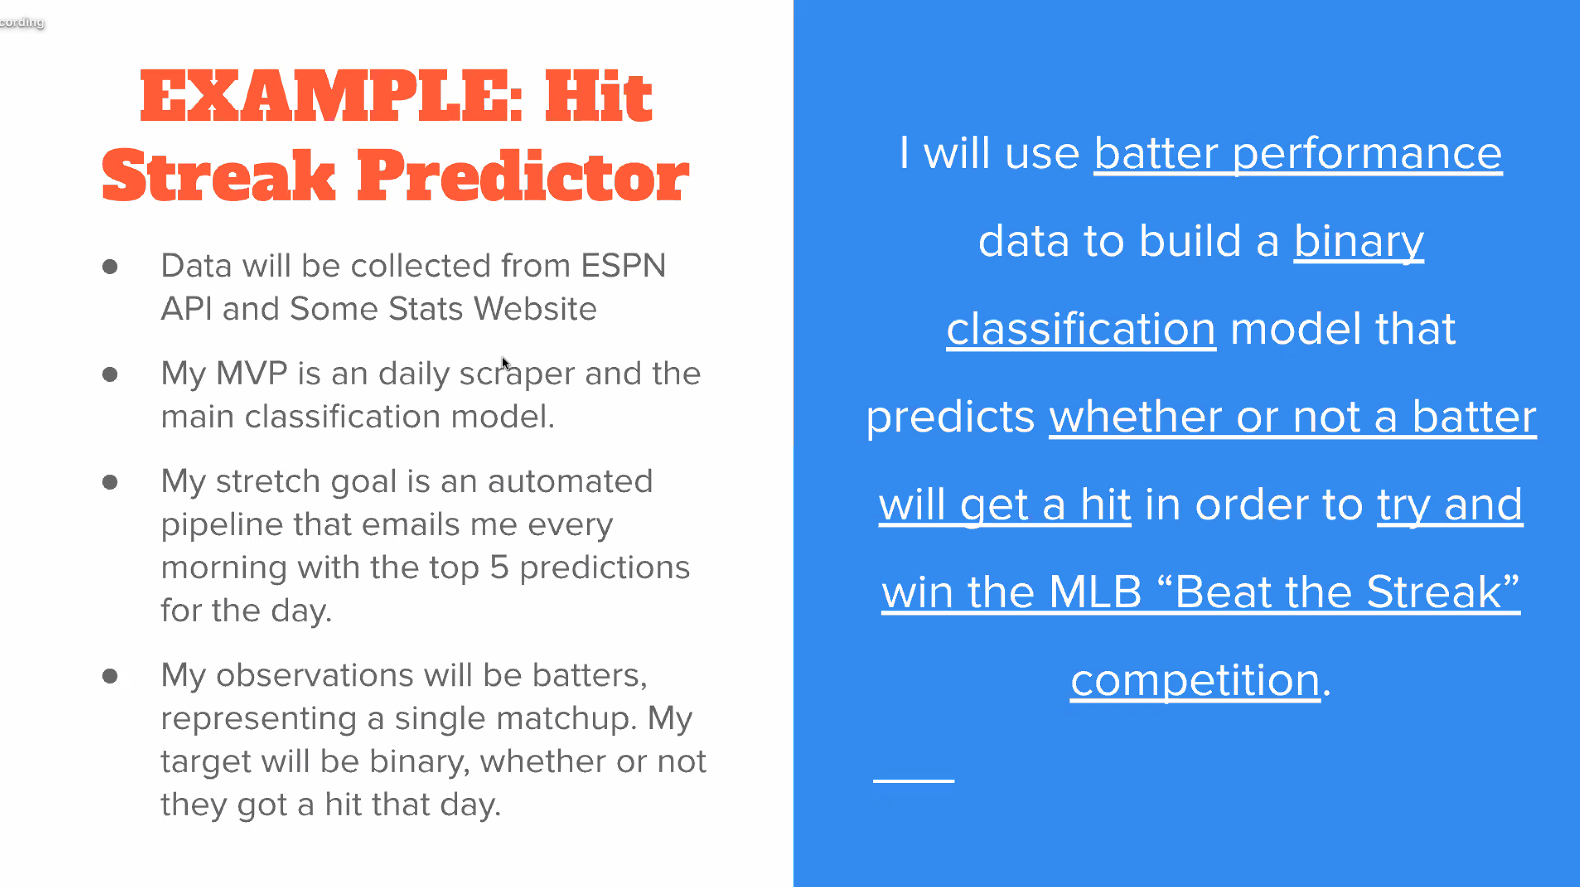 cording
EXAMPLE: Hit
Streak Predictor
● Data will be collected from ESPN
API and Some Stats Website
● My MVP is an daily scraper and the
main classification model.
● My stretch goal is an automated
pipeline that emails me every
morning with the top 5 predictions
for the day.
● My observations will be batters,
representing a single matchup. My
target will be binary, whether or not
they got a hit that day.
I will use batter performance
data to build a binary
classification model that
predicts whether or not a batter
will get a hit in order to try and
win the MLB “Beat the Streak”
competition.